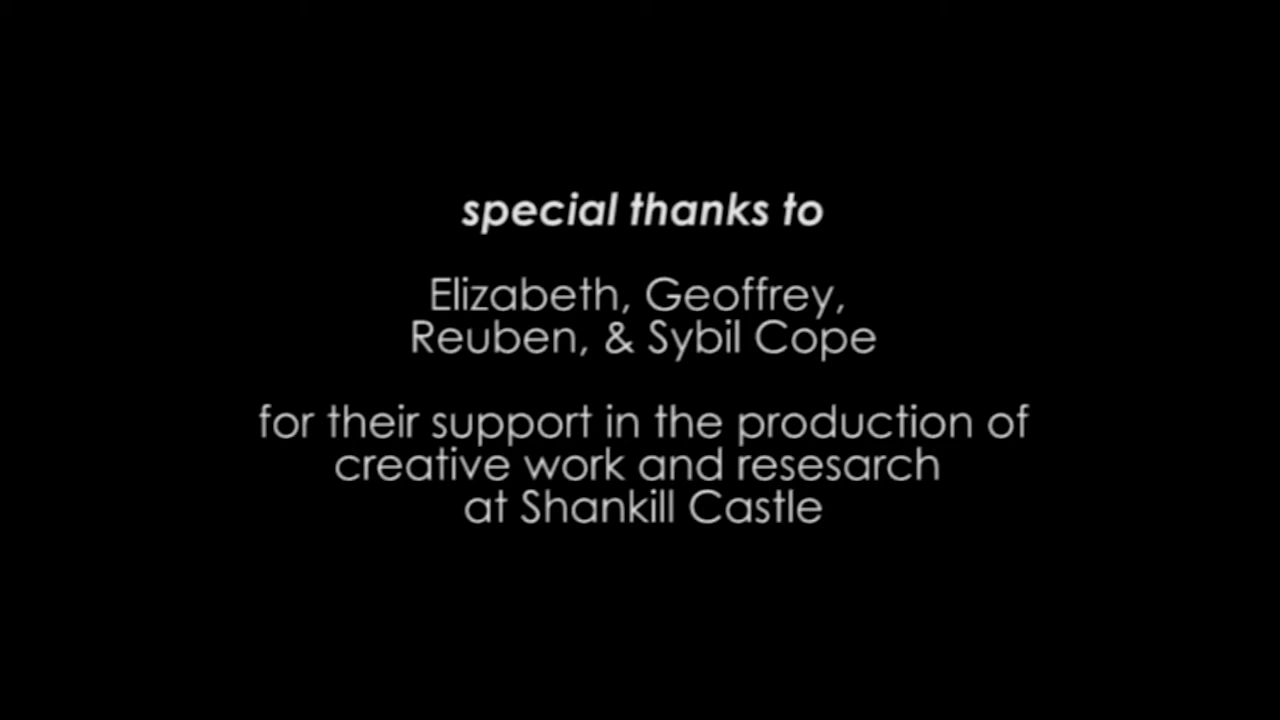 special thanks to
Elizabeth, Geoffrey,
Reuben, & Sybil Cope
for their support in the production of
creative work and resesarch
at Shankill Castle